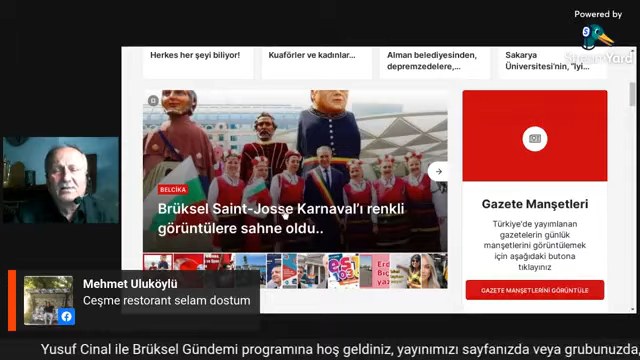 Powered by
StreamYard
Herkes her şeyi biliyor!
Kuaförler ve kadınlar...
Alman belediyesinden,
depremzedelere,...
Sakarya
Üniversitesi'nin, "İyi...
BELCİKA
Brüksel Saint-Josse Karnaval'ı renkli
görüntülere sahne oldu..
Gazete Manşetleri
Türkiye'de yayımlanan
gazetelerin günlük
manşetlerini görüntülemek
için aşağıdaki butona
tıklayınız
GAZETE MANŞETLERİNİ GÖRÜNTÜLE
Mehmet Uluköylü
Ceşme restorant selam dostum
Yusuf Cinal ile Brüksel Gündemi programına hoş geldiniz, yayınımızı sayfanızda veya grubunuzda,